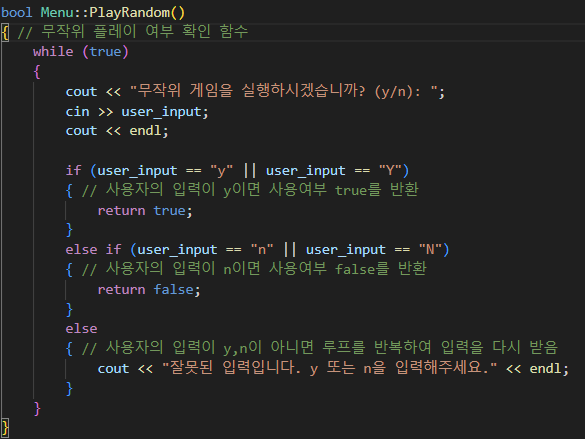 bool Menu::PlayRandom()
{ // 무작위 플레이 여부 확인 함수
    while (true)
    {
        cout << "무작위 게임을 실행하시겠습니까? (y/n): ";
        cin >> user_input;
        cout << endl;

        if (user_input == "y" || user_input == "Y")
        { // 사용자의 입력이 y이면 사용여부 true를 반환
            return true;
        }
        else if (user_input == "n" || user_input == "N")
        { // 사용자의 입력이 n이면 사용여부 false를 반환
            return false;
        }
        else
        { // 사용자의 입력이 y,n이 아니면 루프를 반복하여 입력을 다시 받음
            cout << "잘못된 입력입니다. y 또는 n을 입력해주세요." << endl;
        }
    }
}